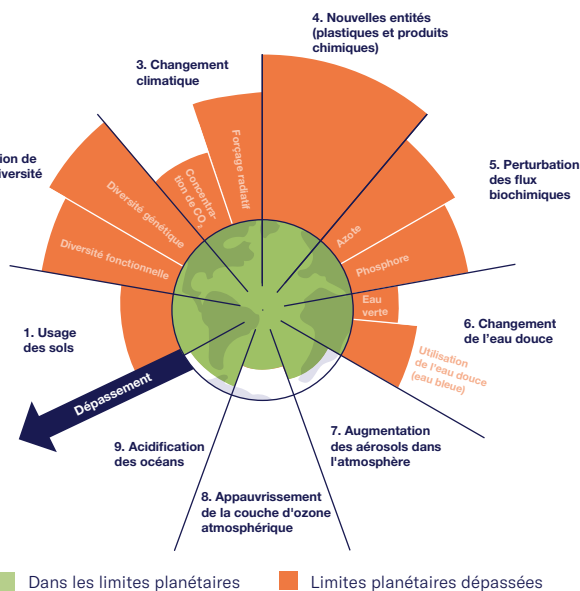 4. Nouvelles entités
(plastiques et produits
chimiques)
3. Changement
climatique
5. Perturbation
des flux
biochimiques
ion de
iversité
Forçage radiatif
Concentra-
tion de CO₂
Diversité génétique
Diversité fonctionnelle
Azote
Phosphore
Eau
verte
Utilisation
de l'eau douce
(eau bleue)
6. Changement
de l'eau douce
1. Usage
des sols
Dépassement
7. Augmentation
des aérosols dans
l'atmosphère
9. Acidification
des océans
8. Appauvrissement
de la couche d'ozone
atmosphérique
Dans les limites planétaires
Limites planétaires dépassées